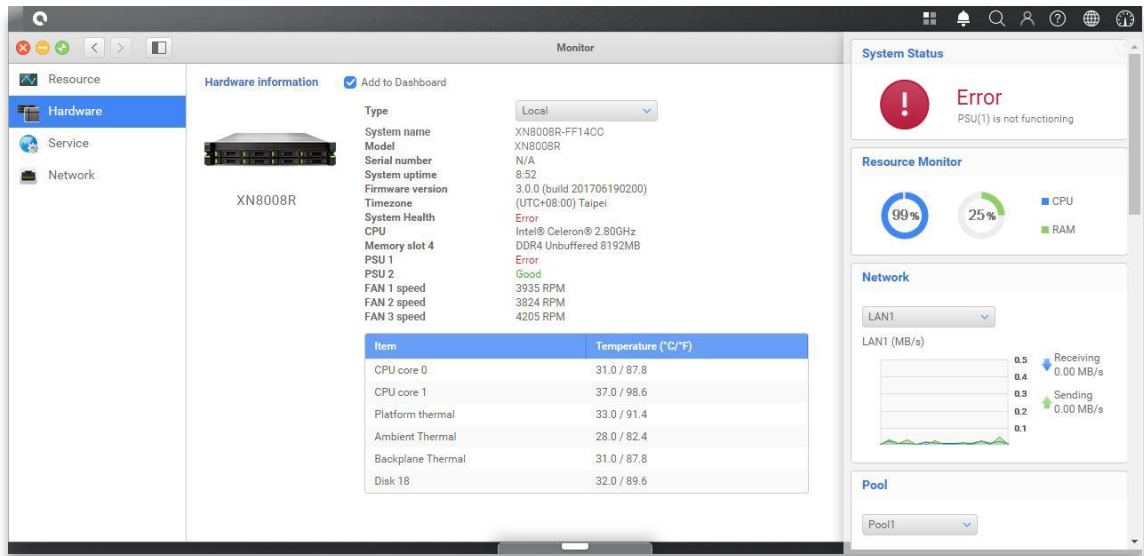 Monitor
Resource
Hardware
Service
Network
Hardware information
Add to Dashboard
XN8008R
Type Local
System name XN8008R-FF14CC
Model XN8008R
Serial number N/A
System uptime 8:52
Firmware version 3.0.0 (build 201706190200)
Timezone (UTC+08:00) Taipei
System Health Error
CPU Intel® Celeron® 2.80GHz
Memory slot 4 DDR4 Unbuffered 8192MB
PSU 1 Error
PSU 2 Good
FAN 1 speed 3935 RPM
FAN 2 speed 3824 RPM
FAN 3 speed 4205 RPM
Item Temperature (°C/°F)
CPU core 0 31.0 / 87.8
CPU core 1 37.0 / 98.6
Platform thermal 33.0 / 91.4
Ambient Thermal 28.0 / 82.4
Backplane Thermal 31.0 / 87.8
Disk 18 32.0 / 89.6
System Status
Error
PSU(1) is not functioning
Resource Monitor
99%
25%
CPU
RAM
Network
LAN1
LAN1 (MB/s)
0.5
0.4
0.3
0.2
0.1
Receiving
0.00 MB/s
Sending
0.00 MB/s
Pool
Pool1